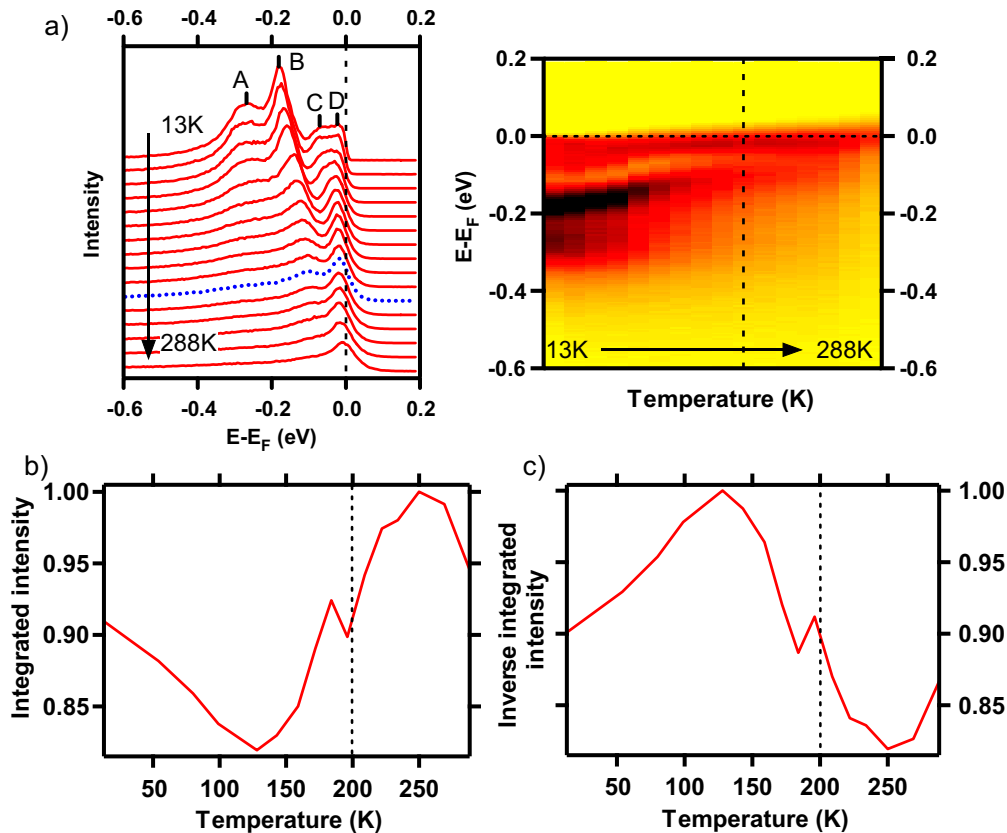 a)
-0.6 -0.4 -0.2 0.0 0.2
A
B
C D
13K
288K
Intensity
-0.6 -0.4 -0.2 0.0 0.2
E-EF (eV)
0.2 0.2
0.0 0.0
-0.2 -0.2
-0.4 -0.4
-0.6 -0.6
E-EF (eV)
13K 288K
Temperature (K)
b)
1.00
0.95
0.90
0.85
Integrated intensity
50 100 150 200 250
Temperature (K)
c)
1.00
0.95
0.90
0.85
Inverse integrated
intensity
50 100 150 200 250
Temperature (K)